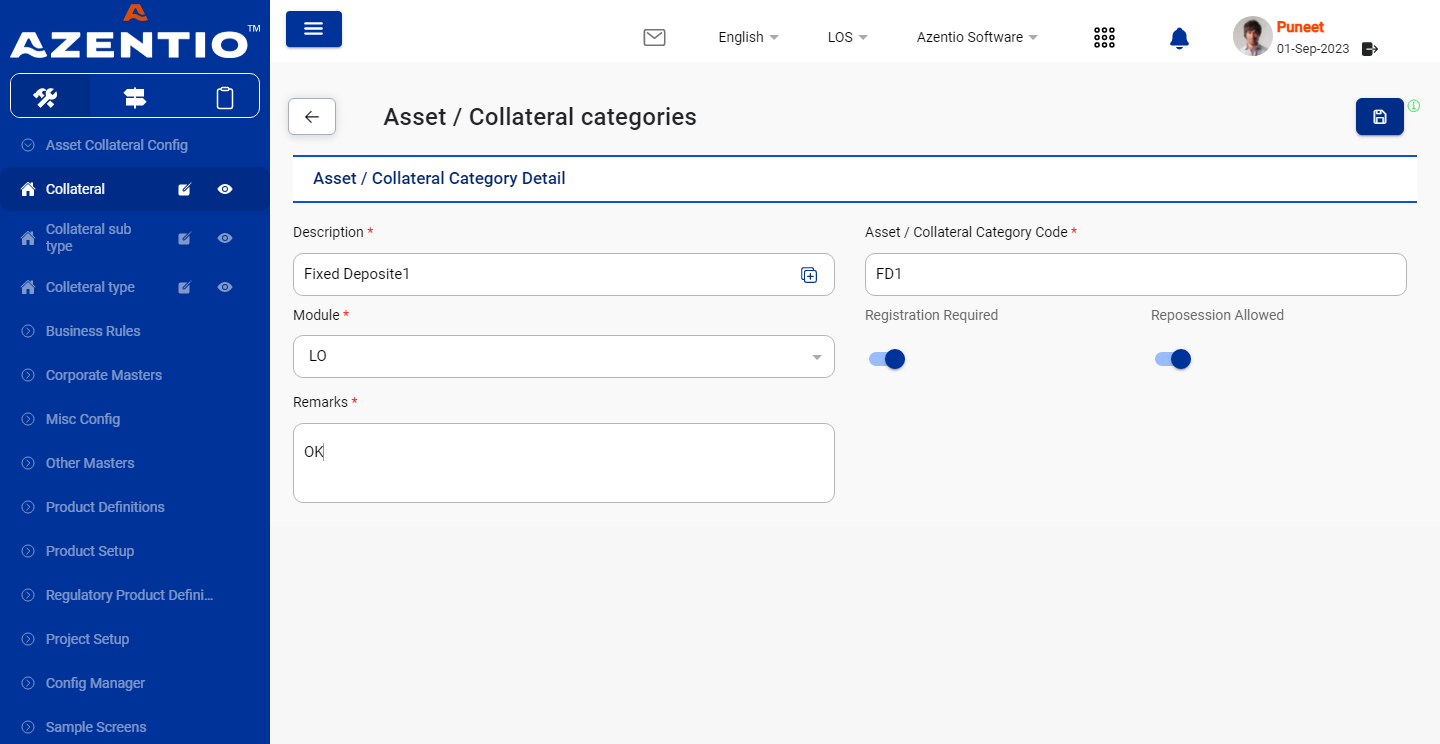 AZENTIO TM
English LOS Azentio Software
Puneet
01-Sep-2023
Asset Collateral Config
Collateral
Collateral sub
type
Colleteral type
Business Rules
Corporate Masters
Misc Config
Other Masters
Product Definitions
Product Setup
Regulatory Product Defini...
Project Setup
Config Manager
Sample Screens
Asset / Collateral categories
Asset / Collateral Category Detail
Description *
Asset / Collateral Category Code *
Fixed Deposite1
FD1
Module *
Registration Required
Reposession Allowed
LO
Remarks *
OK